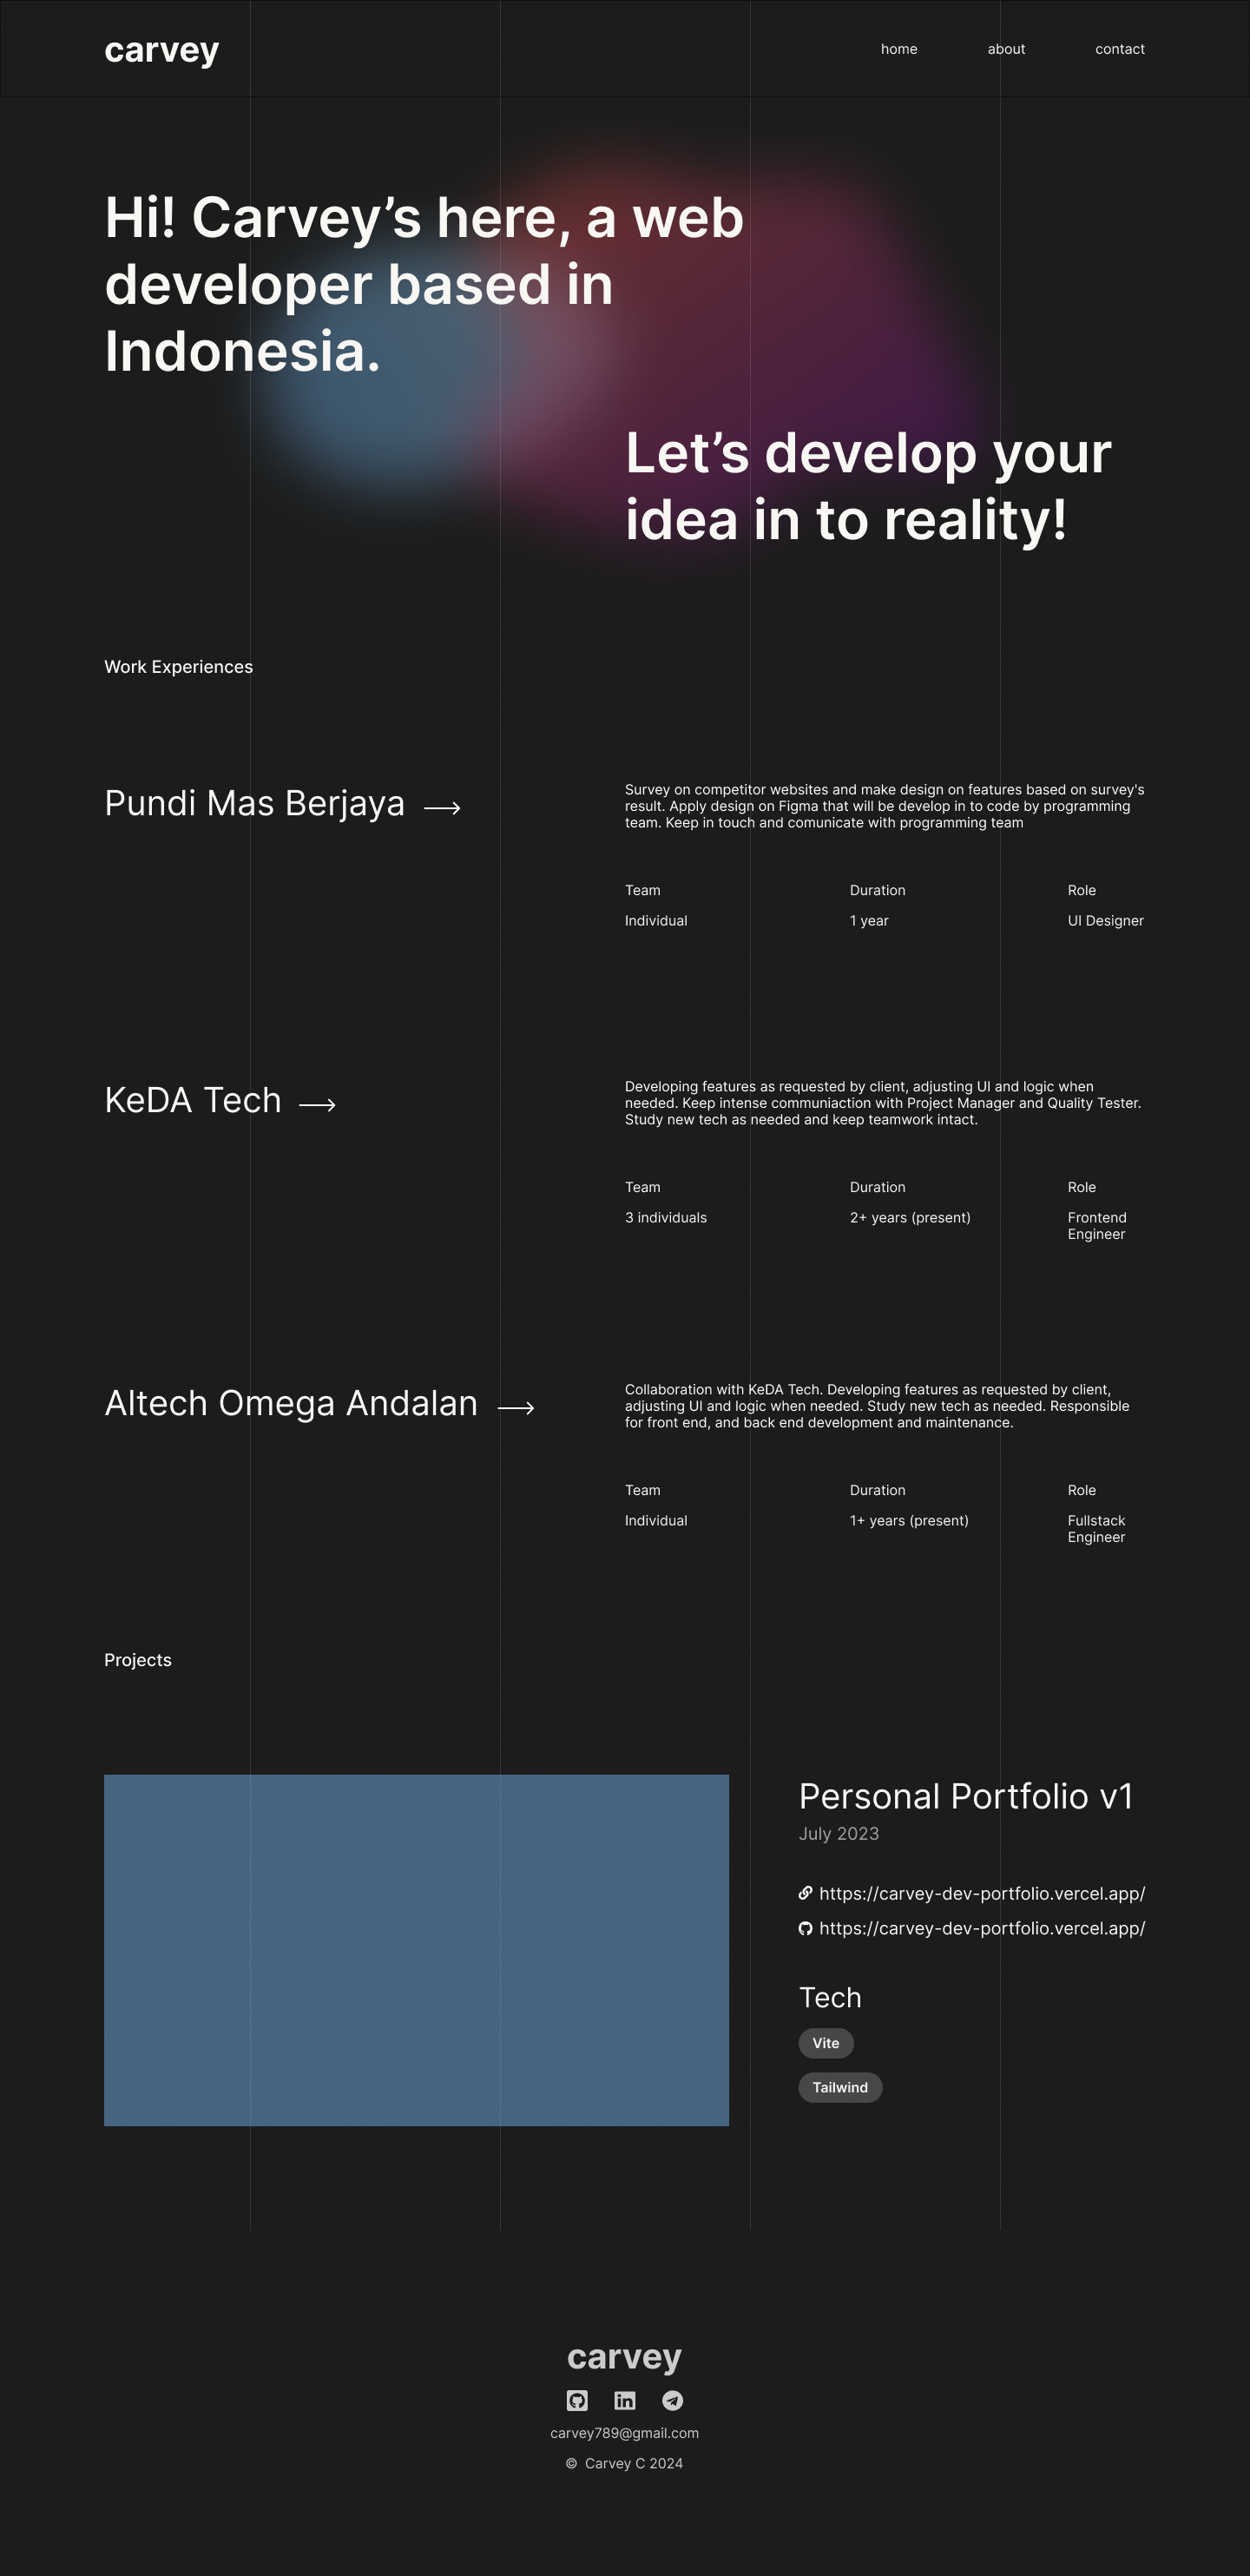 carvey
home
about
contact
Hi! Carvey’s here, a web
developer based in
Indonesia.
Let’s develop your
idea in to reality!
Work Experiences
Pundi Mas Berjaya
Survey on competitor websites and make design on features based on survey's
result. Apply design on Figma that will be develop in to code by programming
team. Keep in touch and comunicate with programming team
Team
Duration
Role
Individual
1 year
UI Designer
KeDA Tech
Developing features as requested by client, adjusting UI and logic when
needed. Keep intense communiaction with Project Manager and Quality Tester.
Study new tech as needed and keep teamwork intact.
Team
Duration
Role
3 individuals
2+ years (present)
Frontend
Engineer
Altech Omega Andalan
Collaboration with KeDA Tech. Developing features as requested by client,
adjusting UI and logic when needed. Study new tech as needed. Responsible
for front end, and back end development and maintenance.
Team
Duration
Role
Individual
1+ years (present)
Fullstack
Engineer
Projects
Personal Portfolio v1
July 2023
https://carvey-dev-portfolio.vercel.app/
https://carvey-dev-portfolio.vercel.app/
Tech
Vite
Tailwind
carvey
carvey789@gmail.com
© Carvey C 2024